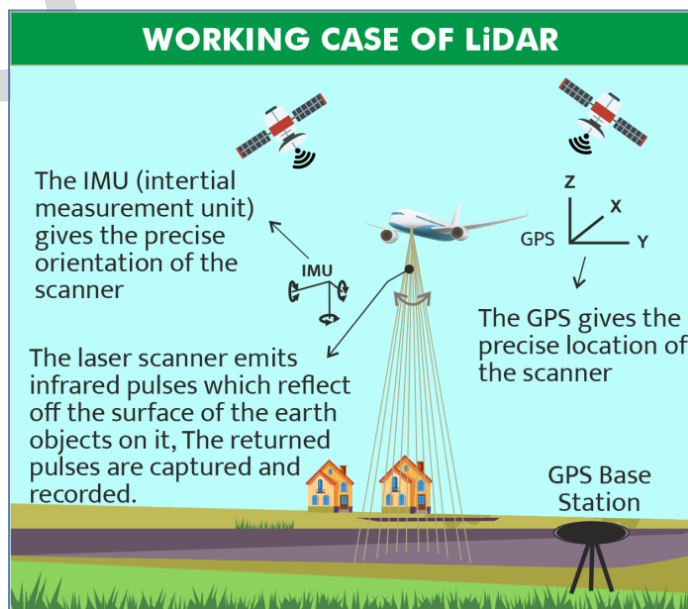 WORKING CASE OF LiDAR
The IMU (intertial
measurement unit)
gives the precise
orientation of the
scanner
IMU
Z
X
GPS
Y
The GPS gives the
precise location of
the scanner
The laser scanner emits
infrared pulses which reflect
off the surface of the earth
objects on it, The returned
pulses are captured and
recorded.
GPS Base
Station